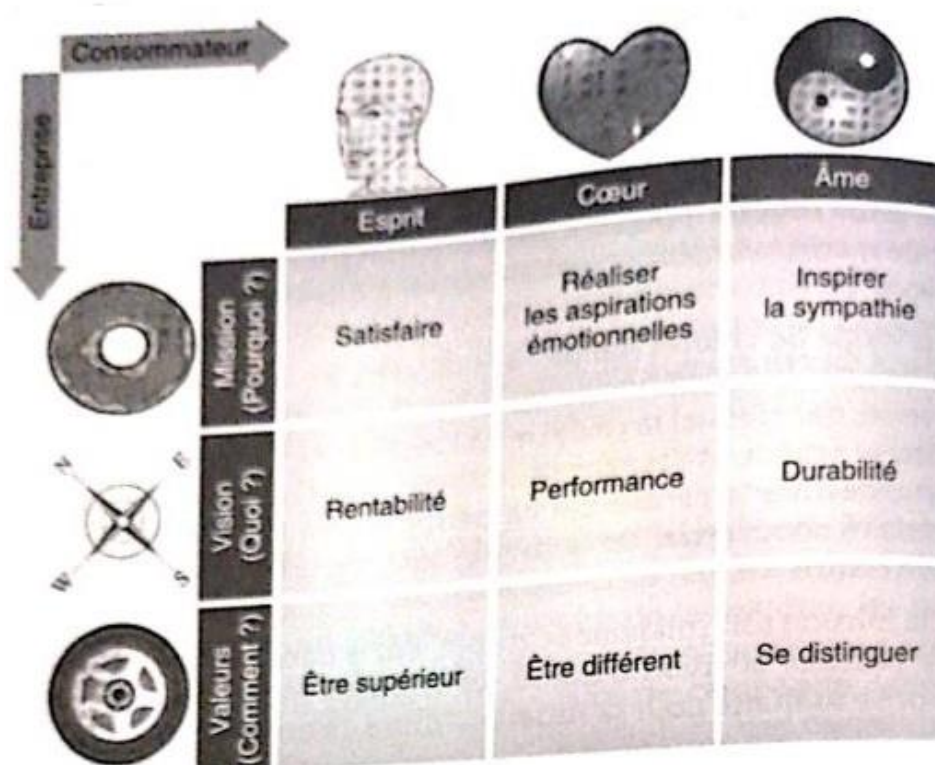 Consommateur
Entreprise
Esprit
Cœur
Âme
Mission
(Pourquoi ?)
Satisfaire
Réaliser
les aspirations
émotionnelles
Inspirer
la sympathie
N
E
W
S
Vision
(Quoi ?)
Rentabilité
Performance
Durabilité
Valeurs
(Comment ?)
Être supérieur
Être différent
Se distinguer